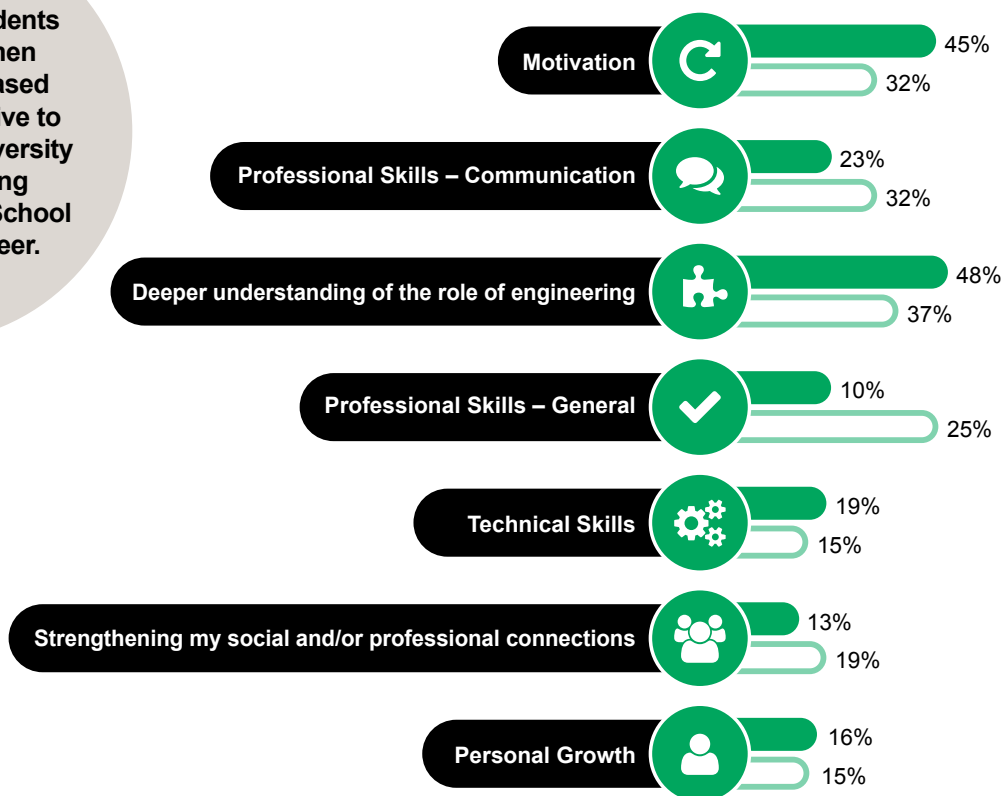 dents
men
ased
ive to
versity
ing
School
eer.
Motivation
45%
32%
Professional Skills – Communication
23%
32%
Deeper understanding of the role of engineering
48%
37%
Professional Skills – General
10%
25%
Technical Skills
19%
15%
Strengthening my social and/or professional connections
13%
19%
Personal Growth
16%
15%